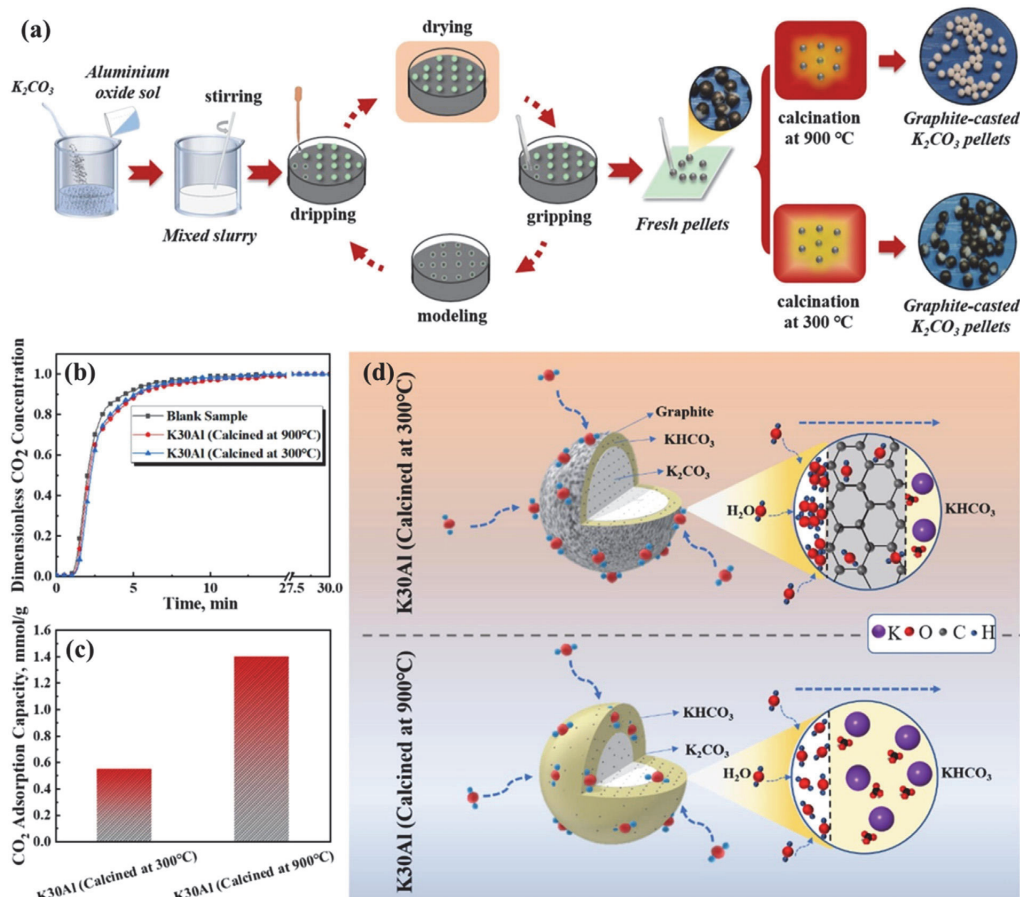 (a)
K₂CO₃
Aluminium
oxide sol
stirring
Mixed slurry
dripping
drying
gripping
modeling
Fresh pellets
calcination
at 900 ℃
Graphite-casted
K₂CO₃ pellets
calcination
at 300 ℃
Graphite-casted
K₂CO₃ pellets
(b)
Dimensionless CO₂ Concentration
1.0
0.8
0.6
0.4
0.2
0.0
Blank Sample
K30Al (Calcined at 900℃)
K30Al (Calcined at 300℃)
0 5 10 27.5 30.0
Time, min
(c)
CO₂ Adsorption Capacity, mmol/g
1.6
1.4
1.2
1.0
0.8
0.6
0.4
0.2
0.0
K30Al (Calcined at 300℃)
K30Al (Calcined at 900℃)
(d)
K30Al (Calcined at 300℃)
Graphite
KHCO₃
K₂CO₃
H₂O
KHCO₃
K O C H
K30Al (Calcined at 900℃)
KHCO₃
K₂CO₃
H₂O
KHCO₃